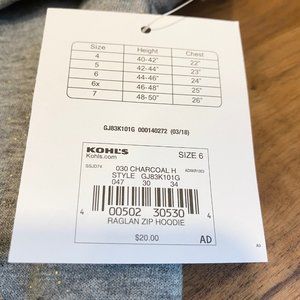 Size Height Chest
4 40-42" 22"
5 42-44" 23"
6 44-46" 24"
6x 46-48" 25"
7 48-50" 26"
GJ83K101G 000140272 (03/18)
KOHL'S
Kohls.com SIZE 6
030 CHARCOAL H
STYLE GJ83K101G
047 30 34
4 00502 30530 4
RAGLAN ZIP HOODIE
$20.00 AD